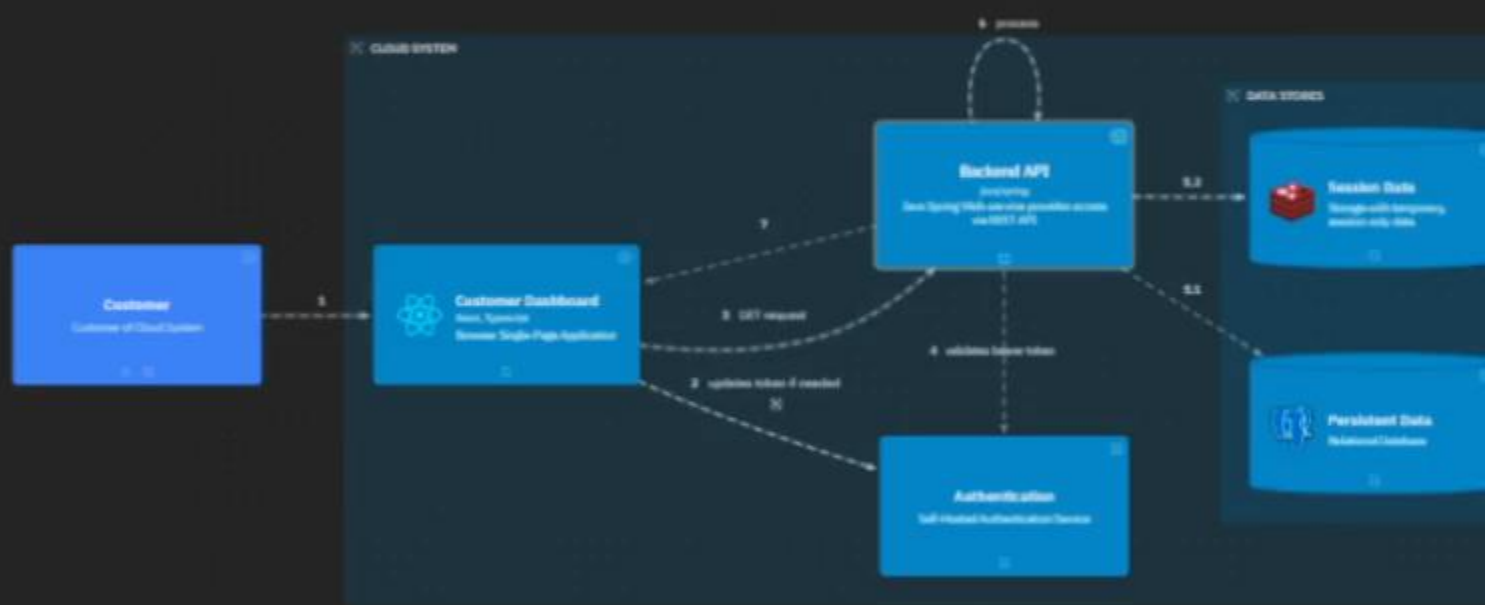 6 process
CLOUD SYSTEM
DATA STORES
Backend API
Java Spring Web-service provides access
via REST API
5.2
Session Data
Storage with temporary,
session only data
7
Customer
Customer of Cloud System
1
Customer Dashboard
React, Typescript
Browser Single-Page Application
3 GET request
5.1
4 validates bearer token
2 updates token if needed
Persistent Data
Relational Database
Authentication
Self-Hosted Authentication Service